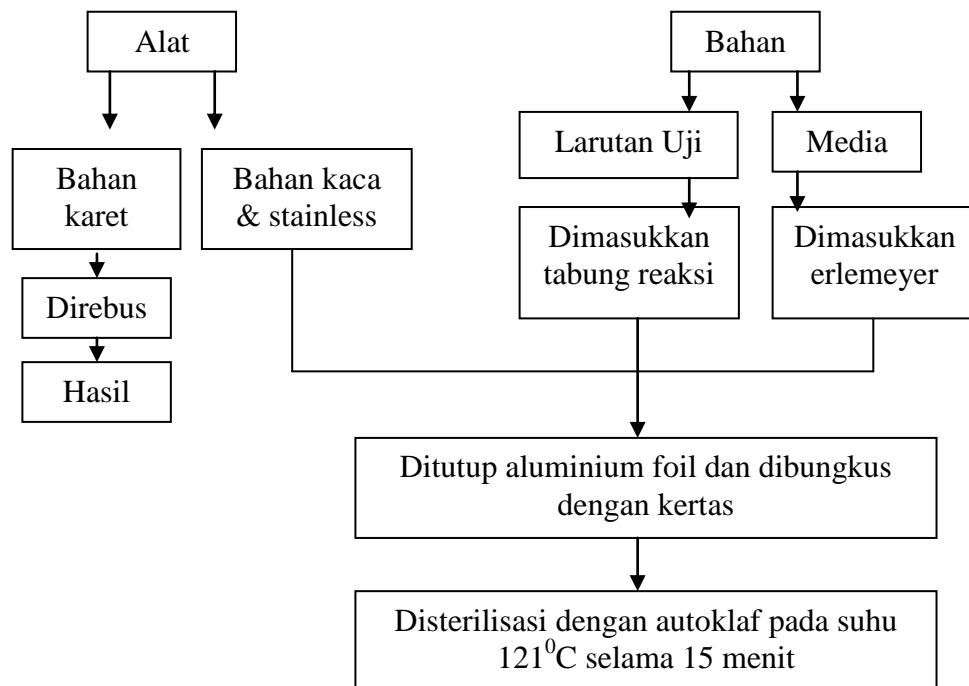 Alat
Bahan
Bahan
karet
Bahan kaca
& stainless
Larutan Uji
Media
Dimasukkan
tabung reaksi
Dimasukkan
erlemeyer
Direbus
Hasil
Ditutup aluminium foil dan dibungkus
dengan kertas
Disterilisasi dengan autoklaf pada suhu
121⁰C selama 15 menit